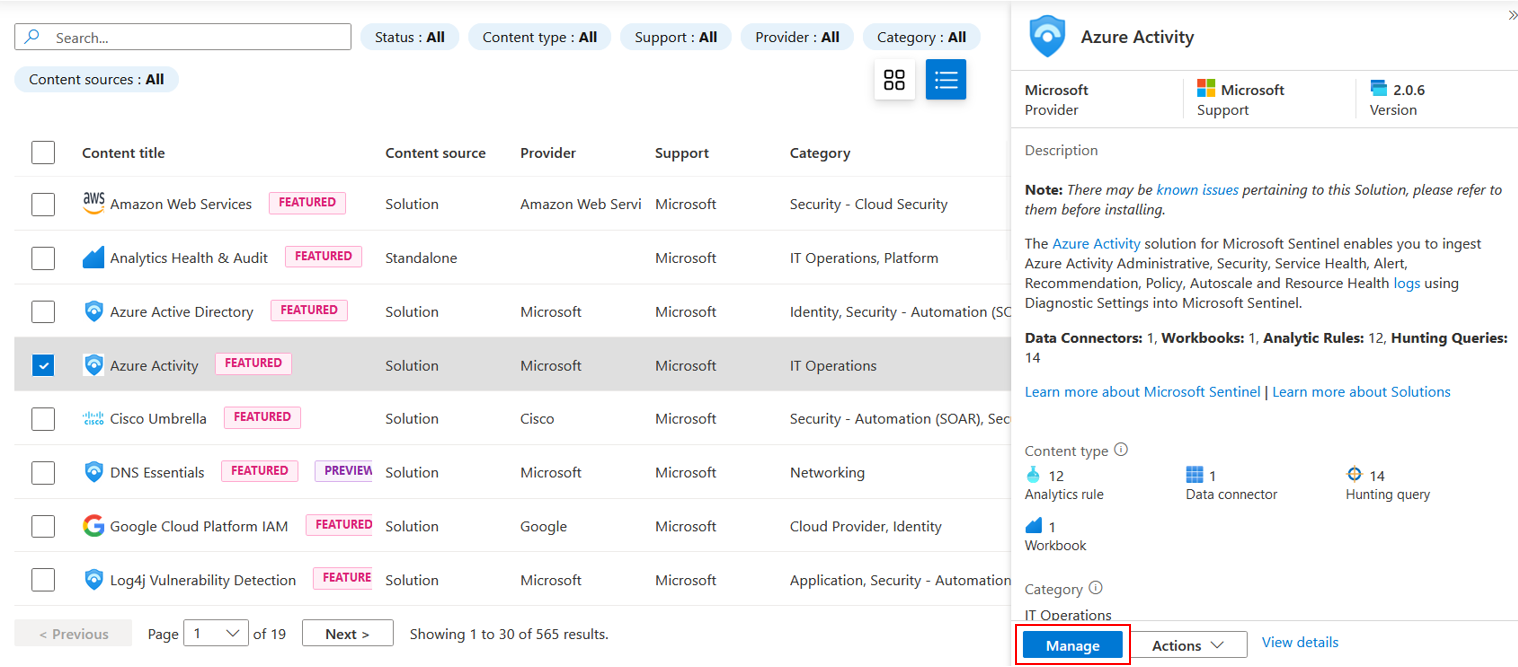 Search...
Status : All
Content type : All
Support : All
Provider : All
Category : All
Content sources : All
Content title Content source Provider Support Category
aws Amazon Web Services FEATURED Solution Amazon Web Servi Microsoft Security - Cloud Security
Analytics Health & Audit FEATURED Standalone Microsoft IT Operations, Platform
Azure Active Directory FEATURED Solution Microsoft Microsoft Identity, Security - Automation (SO
Azure Activity FEATURED Solution Microsoft Microsoft IT Operations
cisco Cisco Umbrella FEATURED Solution Cisco Microsoft Security - Automation (SOAR), Sec
DNS Essentials FEATURED PREVIEW Solution Microsoft Microsoft Networking
Google Cloud Platform IAM FEATURED Solution Google Microsoft Cloud Provider, Identity
Log4j Vulnerability Detection FEATURE Solution Microsoft Microsoft Application, Security - Automation
< Previous Page 1 of 19 Next > Showing 1 to 30 of 565 results.
Azure Activity
Microsoft
Provider
Microsoft
Support
2.0.6
Version
Description
Note: There may be known issues pertaining to this Solution, please refer to
them before installing.
The Azure Activity solution for Microsoft Sentinel enables you to ingest
Azure Activity Administrative, Security, Service Health, Alert,
Recommendation, Policy, Autoscale and Resource Health logs using
Diagnostic Settings into Microsoft Sentinel.
Data Connectors: 1, Workbooks: 1, Analytic Rules: 12, Hunting Queries:
14
Learn more about Microsoft Sentinel | Learn more about Solutions
Content type
12
Analytics rule
1
Data connector
14
Hunting query
1
Workbook
Category
IT Operations
Manage Actions View details